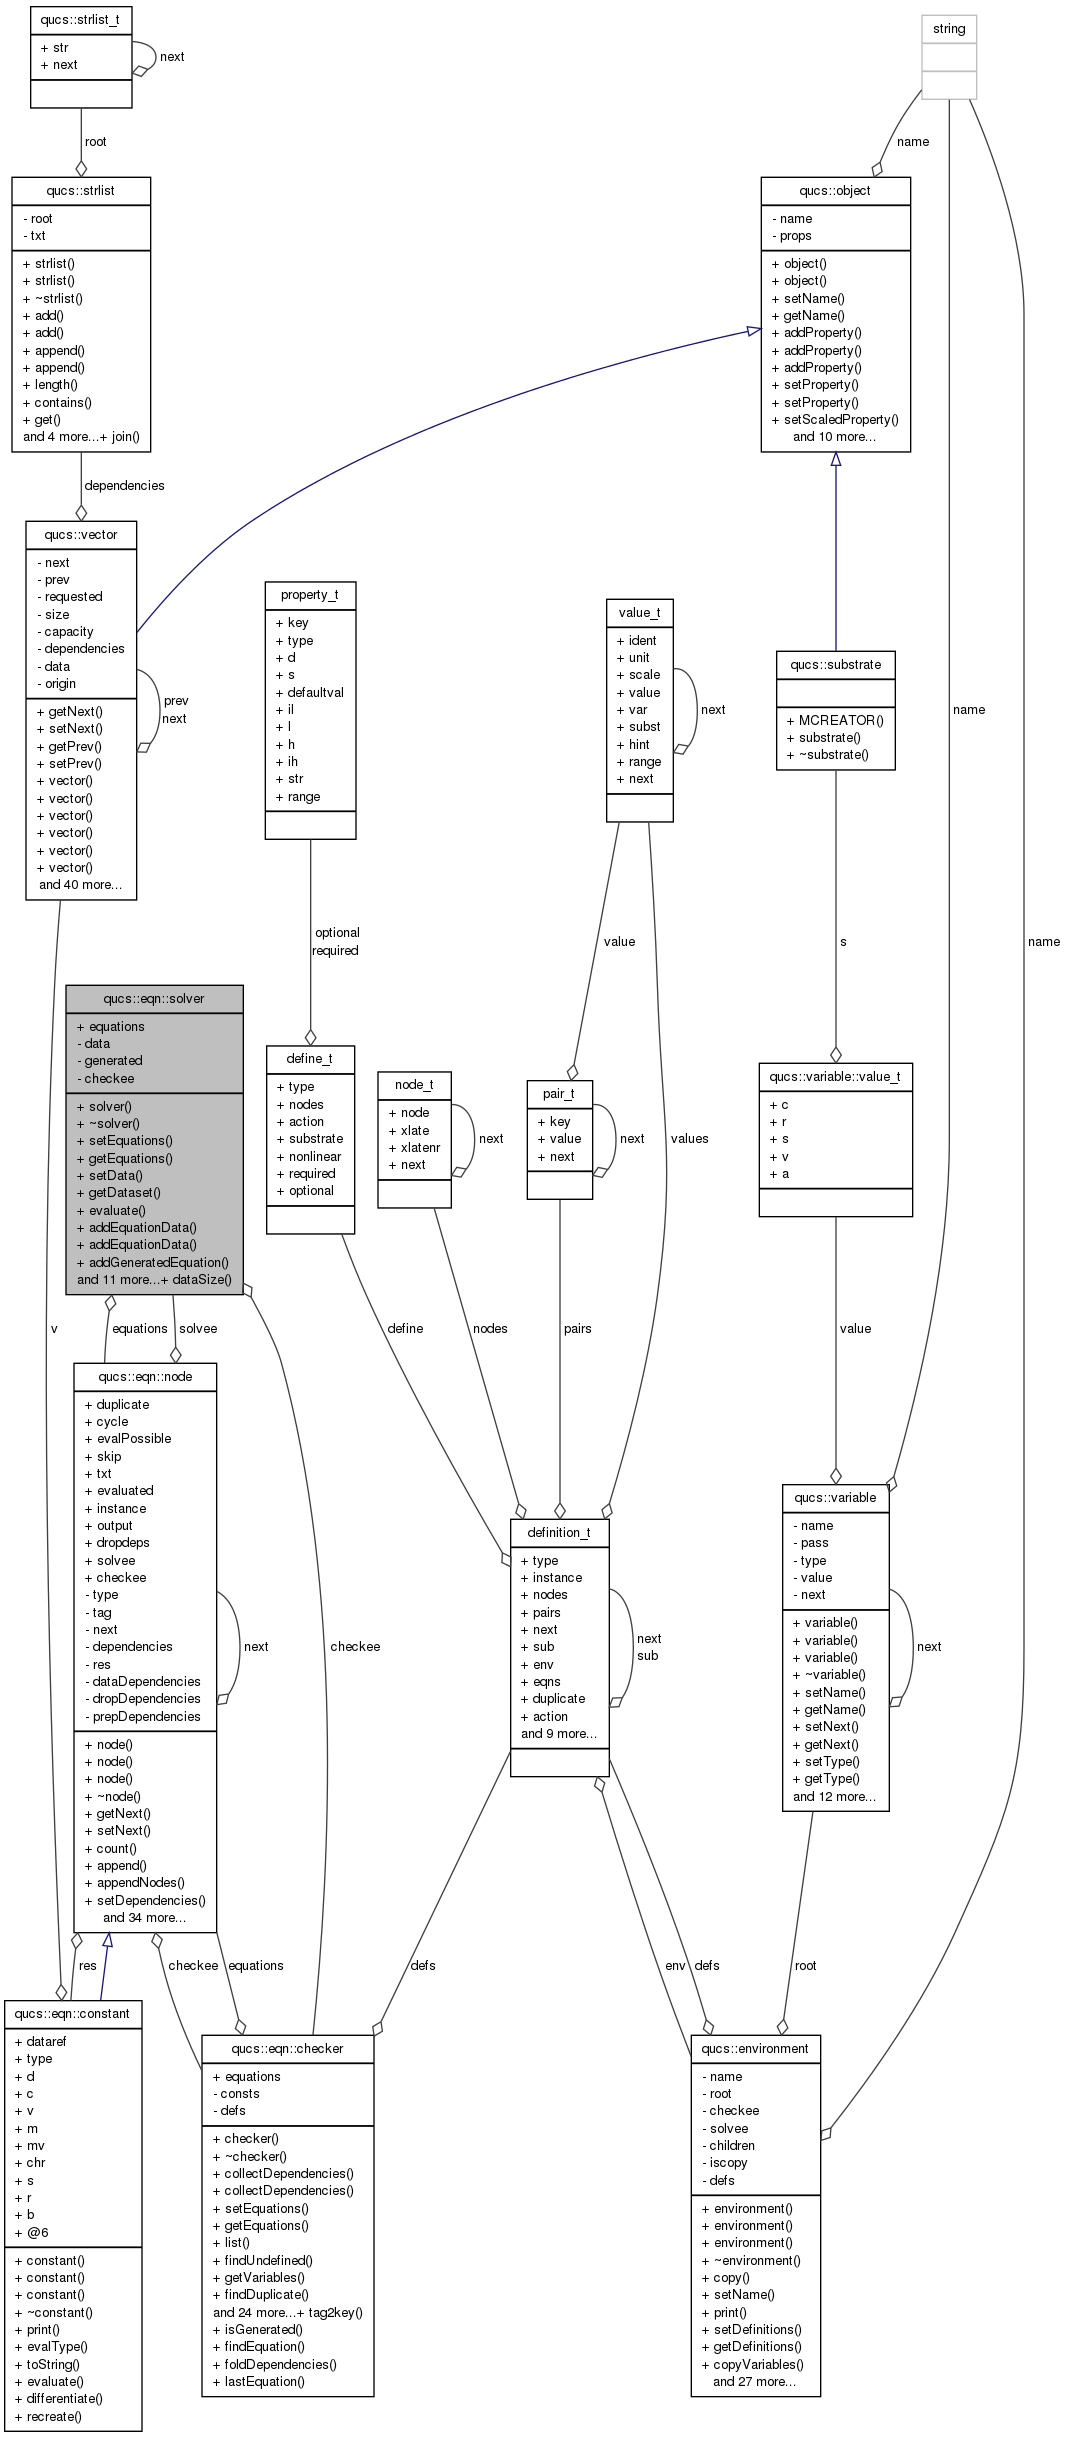 qucs::strlist_t
+ str
+ next
next
string
root
name
qucs::strlist
- root
- txt
+ strlist()
+ strlist()
+ ~strlist()
+ add()
+ add()
+ append()
+ append()
+ length()
+ contains()
+ get()
and 4 more...+ join()
qucs::object
- name
- props
+ object()
+ object()
+ setName()
+ getName()
+ addProperty()
+ addProperty()
+ addProperty()
+ setProperty()
+ setProperty()
+ setScaledProperty()
and 10 more...
dependencies
qucs::vector
- next
- prev
- requested
- size
- capacity
- dependencies
- data
- origin
+ getNext()
+ setNext()
+ getPrev()
+ setPrev()
+ vector()
+ vector()
+ vector()
+ vector()
+ vector()
+ vector()
and 40 more...
prev
next
property_t
+ key
+ type
+ d
+ s
+ defaultval
+ il
+ l
+ h
+ ih
+ str
+ range
value_t
+ ident
+ unit
+ scale
+ value
+ var
+ subst
+ hint
+ range
+ next
next
qucs::substrate
+ MCREATOR()
+ substrate()
+ ~substrate()
name
optional
required
value
s
name
qucs::eqn::solver
+ equations
- data
- generated
- checkee
+ solver()
+ ~solver()
+ setEquations()
+ getEquations()
+ setData()
+ getDataset()
+ evaluate()
+ addEquationData()
+ addEquationData()
+ addGeneratedEquation()
and 11 more...+ dataSize()
define_t
+ type
+ nodes
+ action
+ substrate
+ nonlinear
+ required
+ optional
node_t
+ node
+ xlate
+ xlatenr
+ next
next
pair_t
+ key
+ value
+ next
next
values
qucs::variable::value_t
+ c
+ r
+ s
+ v
+ a
v
equations
solvee
define
nodes
pairs
value
qucs::eqn::node
+ duplicate
+ cycle
+ evalPossible
+ skip
+ txt
+ evaluated
+ instance
+ output
+ dropdeps
+ solvee
+ checkee
- type
- tag
- next
- dependencies
- res
- dataDependencies
- dropDependencies
- prepDependencies
+ node()
+ node()
+ node()
+ ~node()
+ getNext()
+ setNext()
+ count()
+ append()
+ appendNodes()
+ setDependencies()
and 34 more...
next
checkee
definition_t
+ type
+ instance
+ nodes
+ pairs
+ next
+ sub
+ env
+ eqns
+ duplicate
+ action
and 9 more...
next
sub
qucs::variable
- name
- pass
- type
- value
- next
+ variable()
+ variable()
+ variable()
+ ~variable()
+ setName()
+ getName()
+ setNext()
+ getNext()
+ setType()
+ getType()
and 12 more...
next
res
checkee
equations
defs
env
defs
root
qucs::eqn::constant
+ dataref
+ type
+ d
+ c
+ v
+ m
+ mv
+ chr
+ s
+ r
+ b
+ @6
+ constant()
+ constant()
+ constant()
+ ~constant()
+ print()
+ evalType()
+ toString()
+ evaluate()
+ differentiate()
+ recreate()
qucs::eqn::checker
+ equations
- consts
- defs
+ checker()
+ ~checker()
+ collectDependencies()
+ collectDependencies()
+ setEquations()
+ getEquations()
+ list()
+ findUndefined()
+ getVariables()
+ findDuplicate()
and 24 more...+ tag2key()
+ isGenerated()
+ findEquation()
+ foldDependencies()
+ lastEquation()
qucs::environment
- name
- root
- checkee
- solvee
- children
- iscopy
- defs
+ environment()
+ environment()
+ environment()
+ ~environment()
+ copy()
+ setName()
+ print()
+ setDefinitions()
+ getDefinitions()
+ copyVariables()
and 27 more...